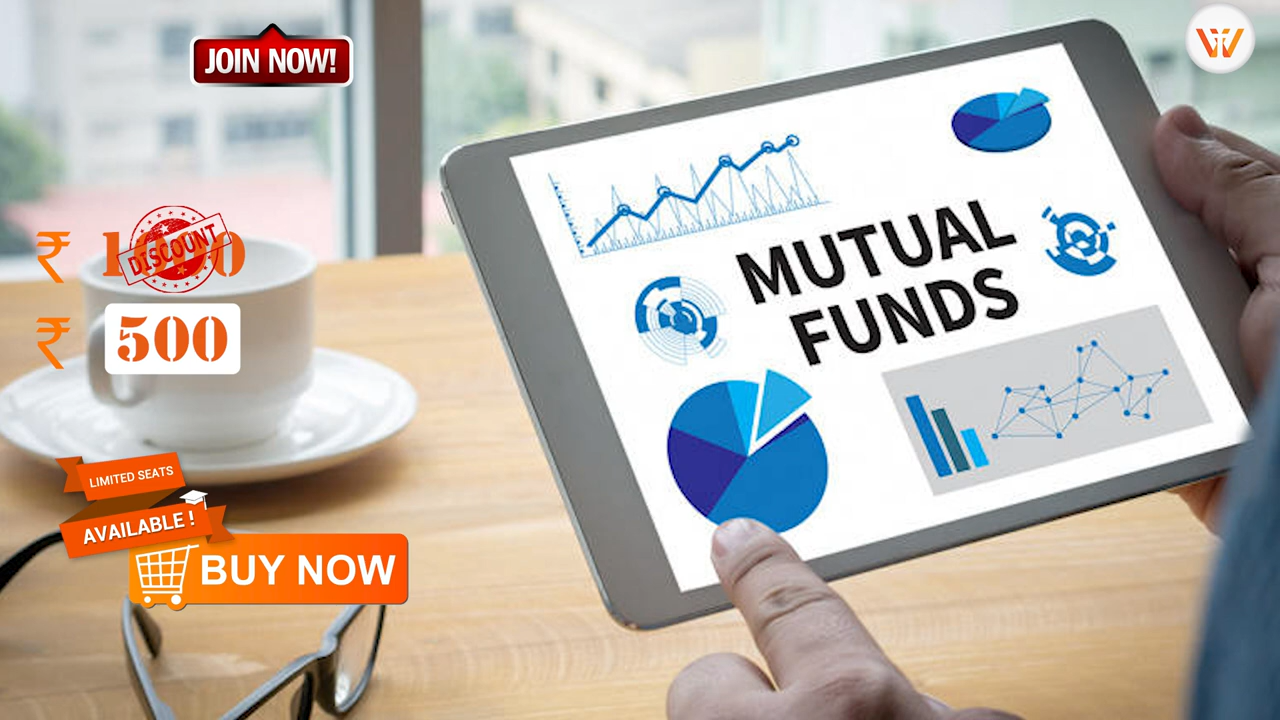 JOIN NOW!
MUTUAL
FUNDS
DISCOUNT
₹
₹ 500
LIMITED SEATS
AVAILABLE !
BUY NOW